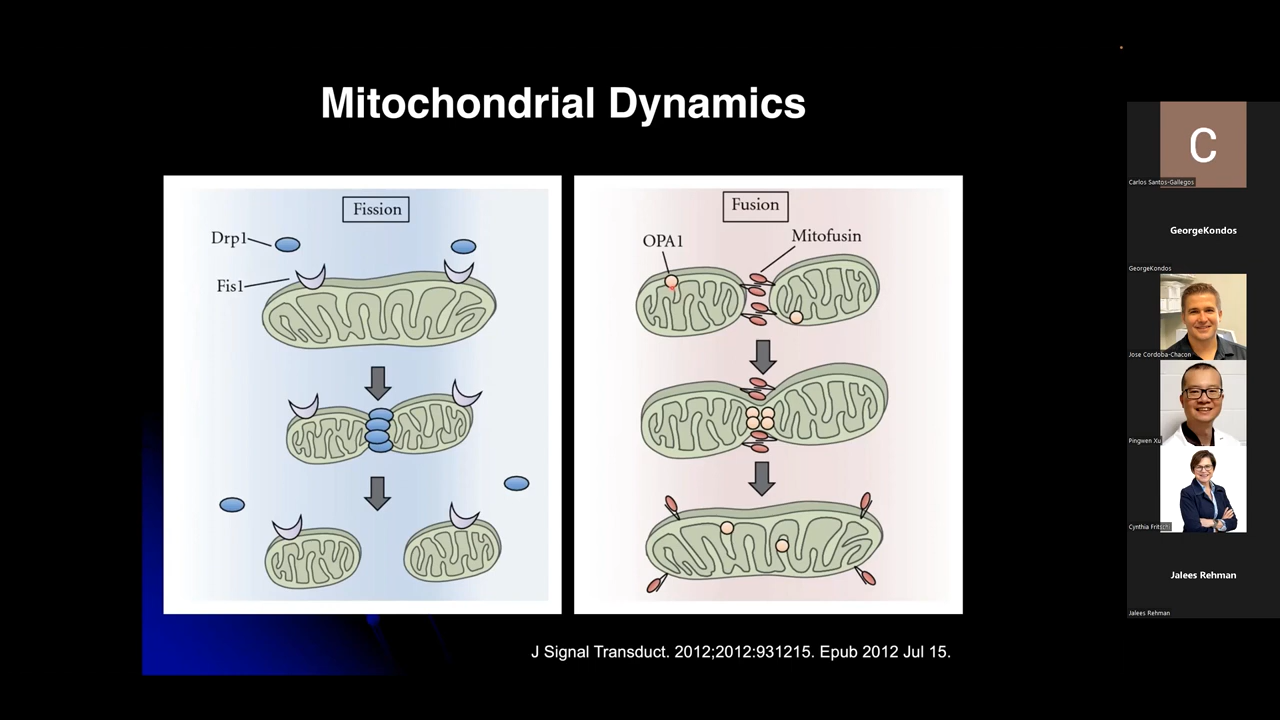 Mitochondrial Dynamics
Fission
Drp1
Fis1
Fusion
OPA1
Mitofusin
J Signal Transduct. 2012;2012:931215. Epub 2012 Jul 15.
C
Carlos Santos-Gallegos
GeorgeKondos
GeorgeKondos
Jose Cordoba-Chacon
Pingwen Xu
Cynthia Fritschi
Jalees Rehman
Jalees Rehman